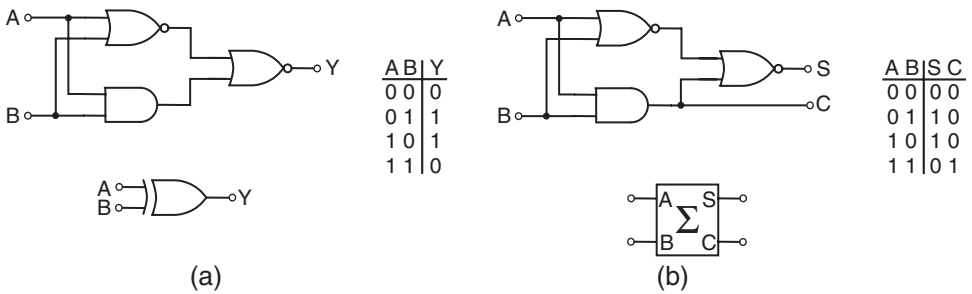 A
B
Y
A B Y
0 0 0
0 1 1
1 0 1
1 1 0
A
B
Y
(a)
A
B
S
C
A B S C
0 0 0 0
0 1 1 0
1 0 1 0
1 1 0 1
A S
Σ
B C
(b)